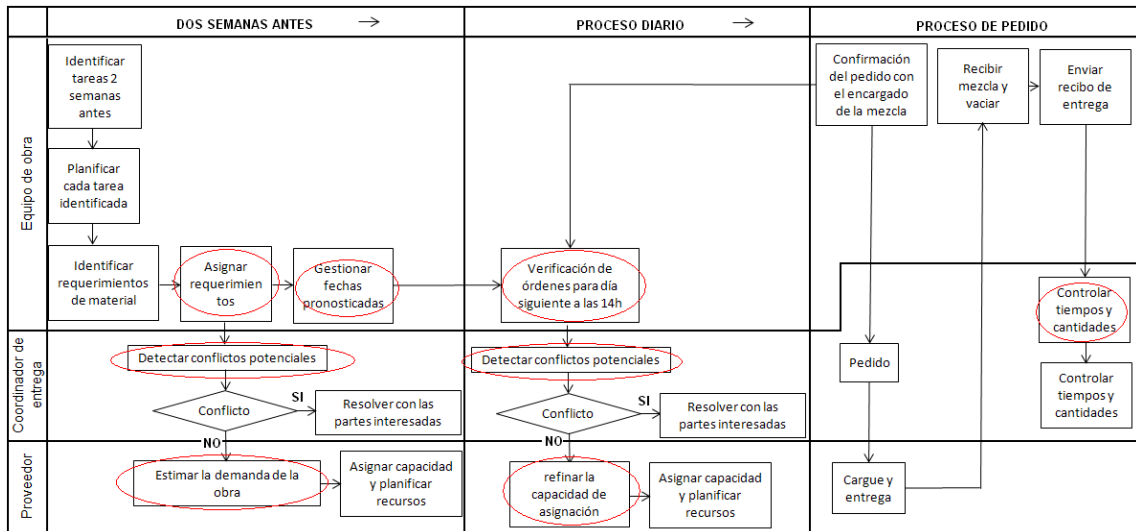 DOS SEMANAS ANTES
PROCESO DIARIO
PROCESO DE PEDIDO
Equipo de obra
Identificar
tareas 2
semanas
antes
Planificar
cada tarea
identificada
Identificar
requerimientos
de material
Asignar
requerimien
tos
Gestionar
fechas
pronosticadas
Verificación de
órdenes para día
siguiente a las 14h
Confirmación
del pedido con
el encargado
de la mezcla
Recibir
mezcla y
vaciar
Enviar
recibo de
entrega
Coordinador de
entrega
Detectar conflictos potenciales
Conflicto
SI
Resolver con las
partes interesadas
NO
Detectar conflictos potenciales
Conflicto
SI
Resolver con las
partes interesadas
NO
Pedido
Controlar
tiempos y
cantidades
Controlar
tiempos y
cantidades
Proveedor
Estimar la demanda de la
obra
Asignar capacidad
y planificar
recursos
refinar la
capacidad de
asignación
Asignar capacidad
y planificar
recursos
Cargue y
entrega